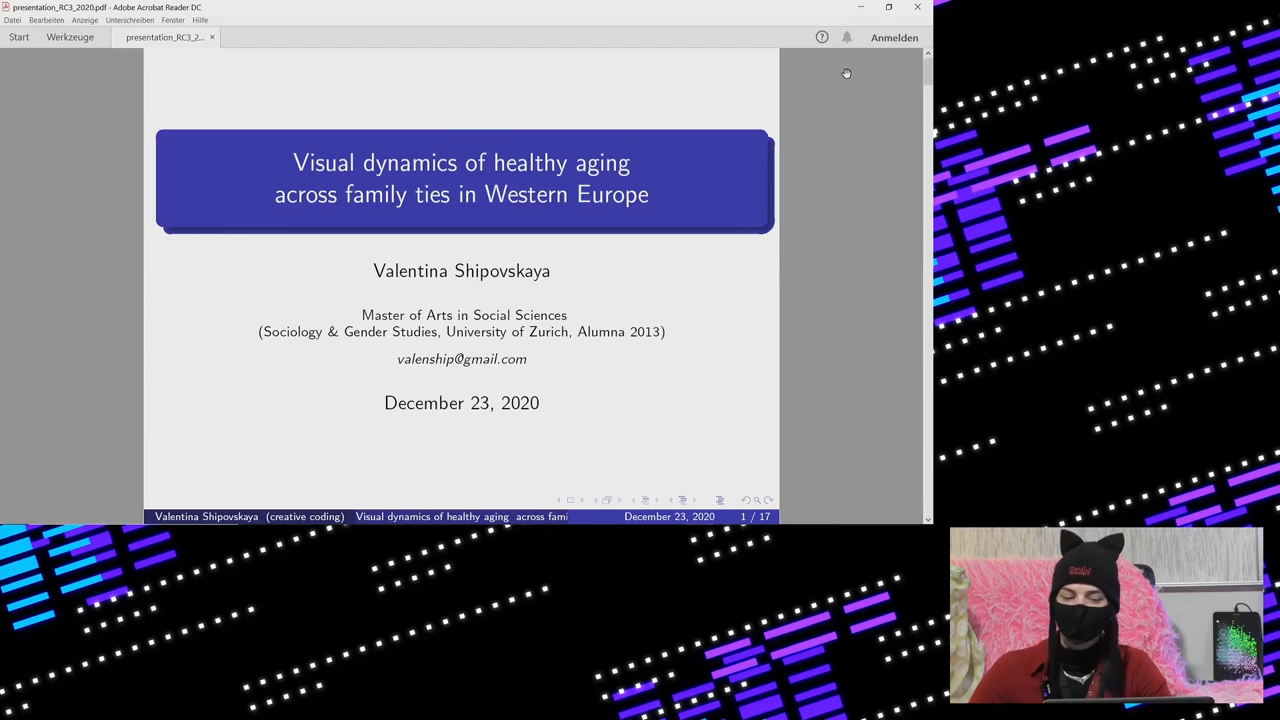 presentation_RC3_2020.pdf - Adobe Acrobat Reader DC
Datei Bearbeiten Anzeige Unterschreiben Fenster Hilfe
Start Werkzeuge presentation_RC3_2... × Anmelden
Visual dynamics of healthy aging
across family ties in Western Europe
Valentina Shipovskaya
Master of Arts in Social Sciences
(Sociology & Gender Studies, University of Zurich, Alumna 2013)
valenship@gmail.com
December 23, 2020
Valentina Shipovskaya (creative coding) Visual dynamics of healthy aging across fami December 23, 2020 1 / 17